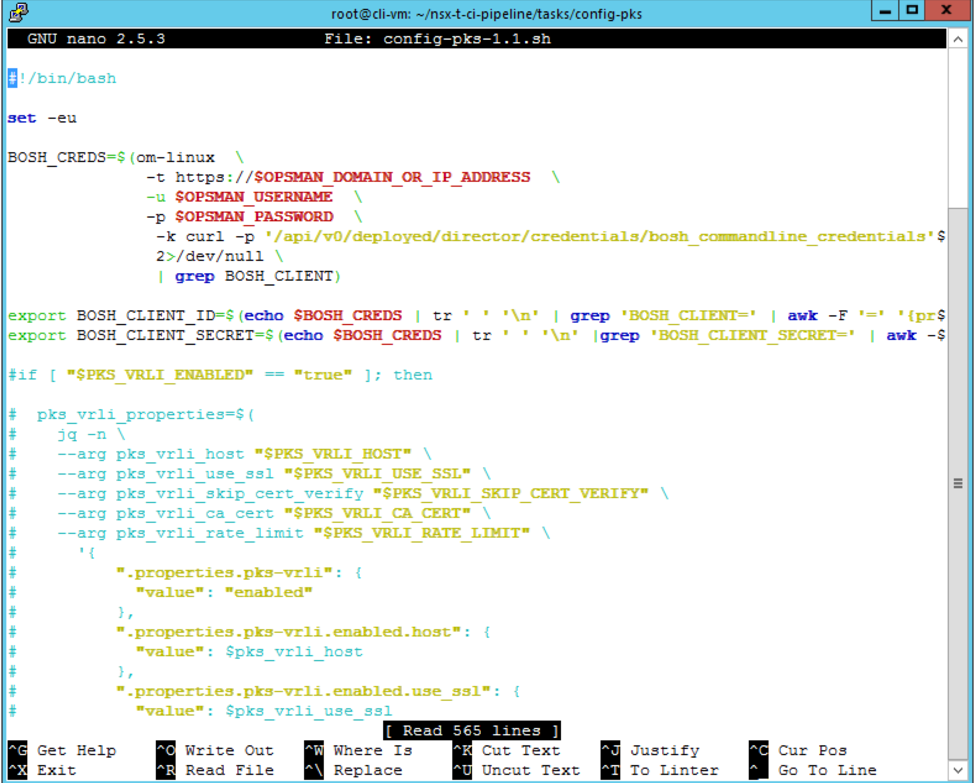 root@cli-vm: ~/nsx-t-ci-pipeline/tasks/config-pks
GNU nano 2.5.3 File: config-pks-1.1.sh
#!/bin/bash
set -eu
BOSH_CREDS=$(om-linux \
-t https://$OPSMAN_DOMAIN_OR_IP_ADDRESS \
-u $OPSMAN_USERNAME \
-p $OPSMAN_PASSWORD \
-k curl -p '/api/v0/deployed/director/credentials/bosh_commandline_credentials'$
2>/dev/null \
| grep BOSH_CLIENT)
export BOSH_CLIENT_ID=$(echo $BOSH_CREDS | tr ' ' '\n' | grep 'BOSH_CLIENT=' | awk -F '=' '{pr$
export BOSH_CLIENT_SECRET=$(echo $BOSH_CREDS | tr ' ' '\n' |grep 'BOSH_CLIENT_SECRET=' | awk -$
#if [ "$PKS_VRLI_ENABLED" == "true" ]; then
# pks_vrli_properties=$(
# jq -n \
# --arg pks_vrli_host "$PKS_VRLI_HOST" \
# --arg pks_vrli_use_ssl "$PKS_VRLI_USE_SSL" \
# --arg pks_vrli_skip_cert_verify "$PKS_VRLI_SKIP_CERT_VERIFY" \
# --arg pks_vrli_ca_cert "$PKS_VRLI_CA_CERT" \
# --arg pks_vrli_rate_limit "$PKS_VRLI_RATE_LIMIT" \
# '{
# ".properties.pks-vrli": {
# "value": "enabled"
# },
# ".properties.pks-vrli.enabled.host": {
# "value": $pks_vrli_host
# },
# ".properties.pks-vrli.enabled.use_ssl": {
# "value": $pks_vrli_use_ssl
[ Read 565 lines ]
^G Get Help ^O Write Out ^W Where Is ^K Cut Text ^J Justify ^C Cur Pos
^X Exit ^R Read File ^\ Replace ^U Uncut Text ^T To Linter ^_ Go To Line